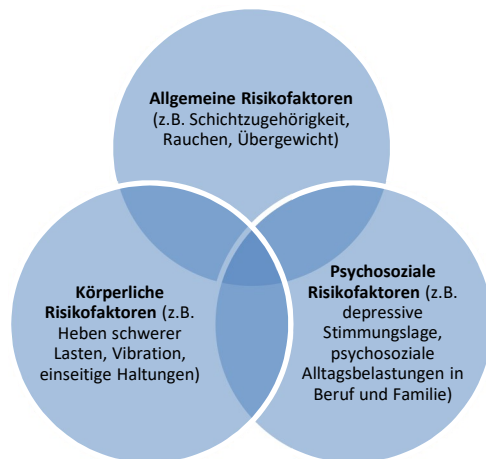 Allgemeine Risikofaktoren
(z.B. Schichtzugehörigkeit,
Rauchen, Übergewicht)
Körperliche
Risikofaktoren (z.B.
Heben schwerer
Lasten, Vibration,
einseitige Haltungen)
Psychosoziale
Risikofaktoren (z.B.
depressive
Stimmungslage,
psychosoziale
Alltagsbelastungen in
Beruf und Familie)